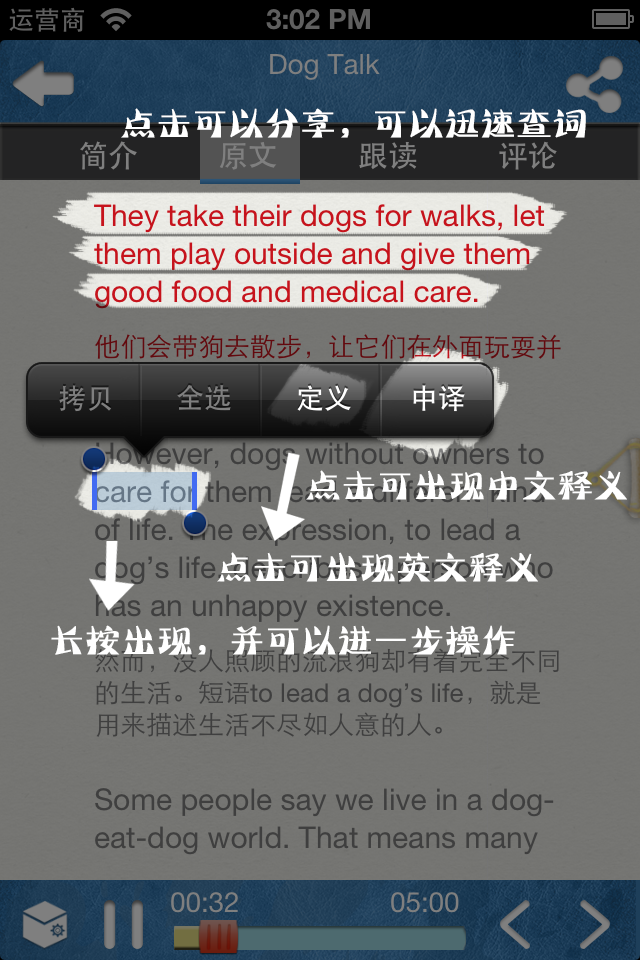 运营商
3:02 PM
Dog Talk
点击可以分享，可以迅速查词
简介
原文
跟读
评论
They take their dogs for walks, let
them play outside and give them
good food and medical care.
他们会带狗去散步，让它们在外面玩耍并
拷贝
全选
定义
中译
However, dogs without owners to
care for them lead a different kind
点击可出现中文释义
of life. The expression, to lead a
点击可出现英文释义
dog's life, describes a person who
has an unhappy existence.
长按出现，并可以进一步操作
然而，没人照顾的流浪狗却有着完全不同
的生活。短语to lead a dog's life，就是
用来描述生活不尽如人意的人。
Some people say we live in a dog-
eat-dog world. That means many
00:32
05:00